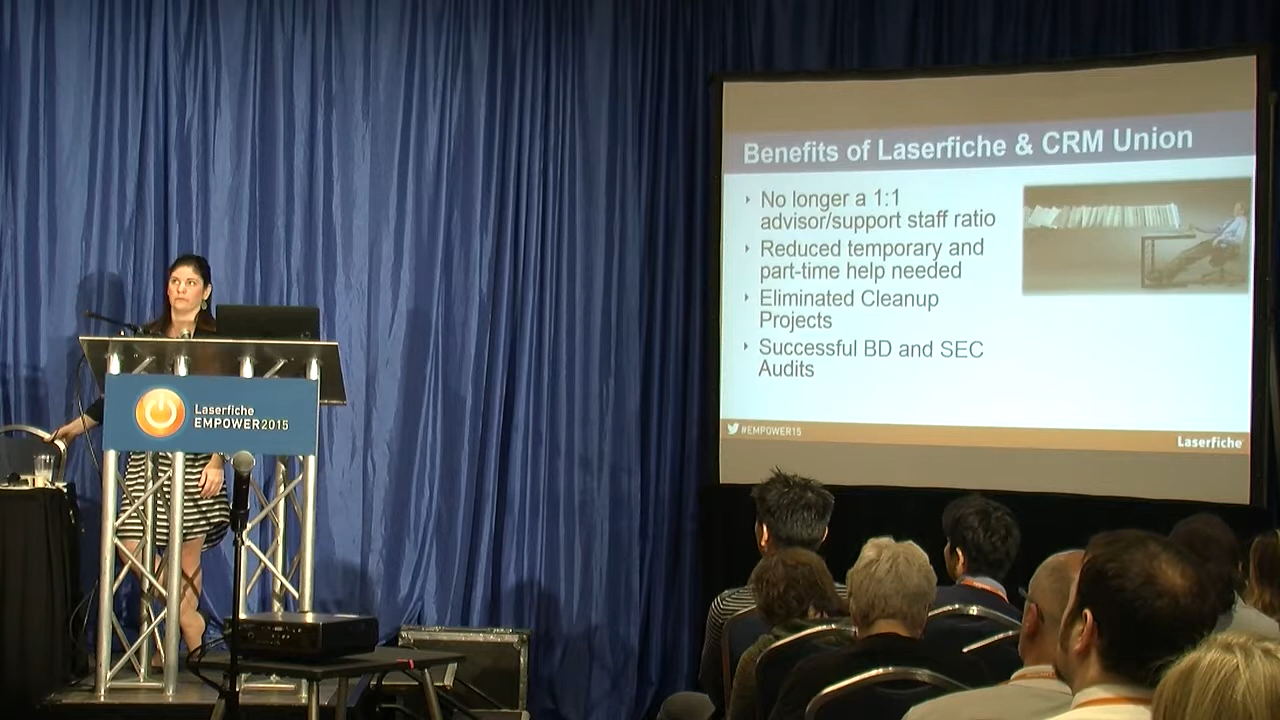 Benefits of Laserfiche & CRM Union
No longer a 1:1
advisor/support staff ratio
Reduced temporary and
part-time help needed
Eliminated Cleanup
Projects
Successful BD and SEC
Audits
#EMPOWER15
Laserfiche
Laserfiche
EMPOWER2015